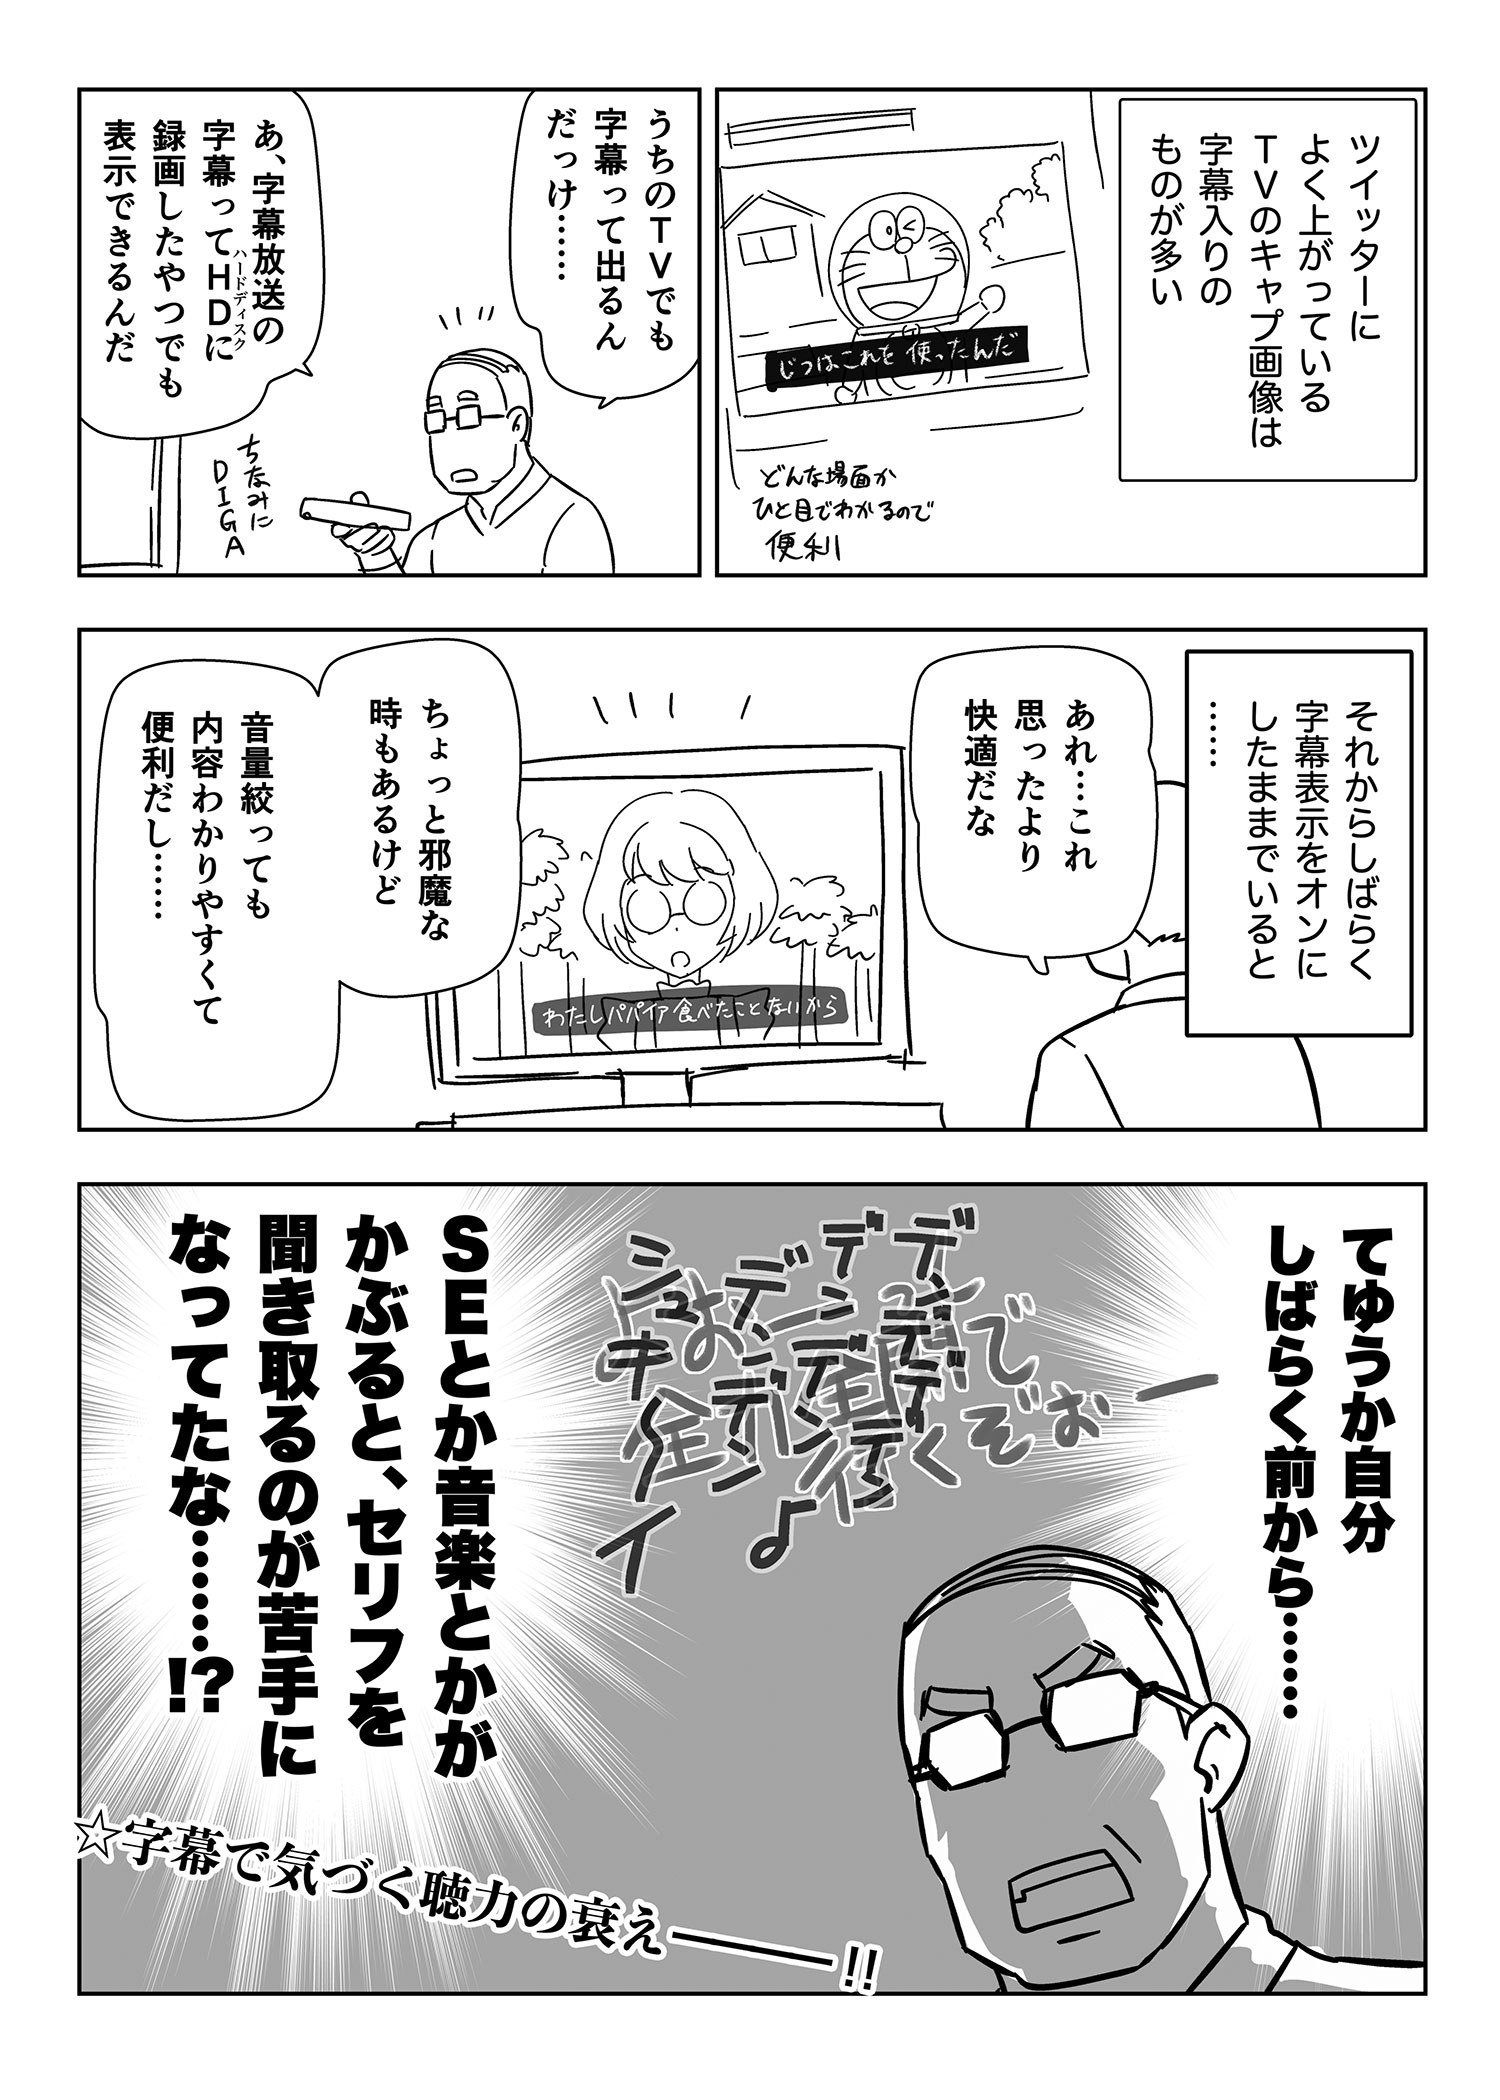 ツイッターに
よく上がっている
TVのキャプ画像は
字幕入りの
ものが多い
じつはこれを使ったんだ
どんな場面か
ひと目でわかるので
便利
うちのTVでも
字幕って出るん
だっけ……
あ、字幕放送の
字幕ってHDに
ハードディスク
録画したやつでも
表示できるんだ
ちなみに
DIGA
それからしばらく
字幕表示をオンに
したままでいると
……
あれ…これ
思ったより
快適だな
わたしパパイア食べたことないから
ちょっと邪魔な
時もあるけど
音量絞っても
内容わかりやすくて
便利だし……
てゆうか自分
しばらく前から……
シュキーイ
SEとか音楽とかが
かぶると、セリフを
聞き取るのが苦手に
なってたな……!?
☆字幕で気づく聴力の衰え――!!